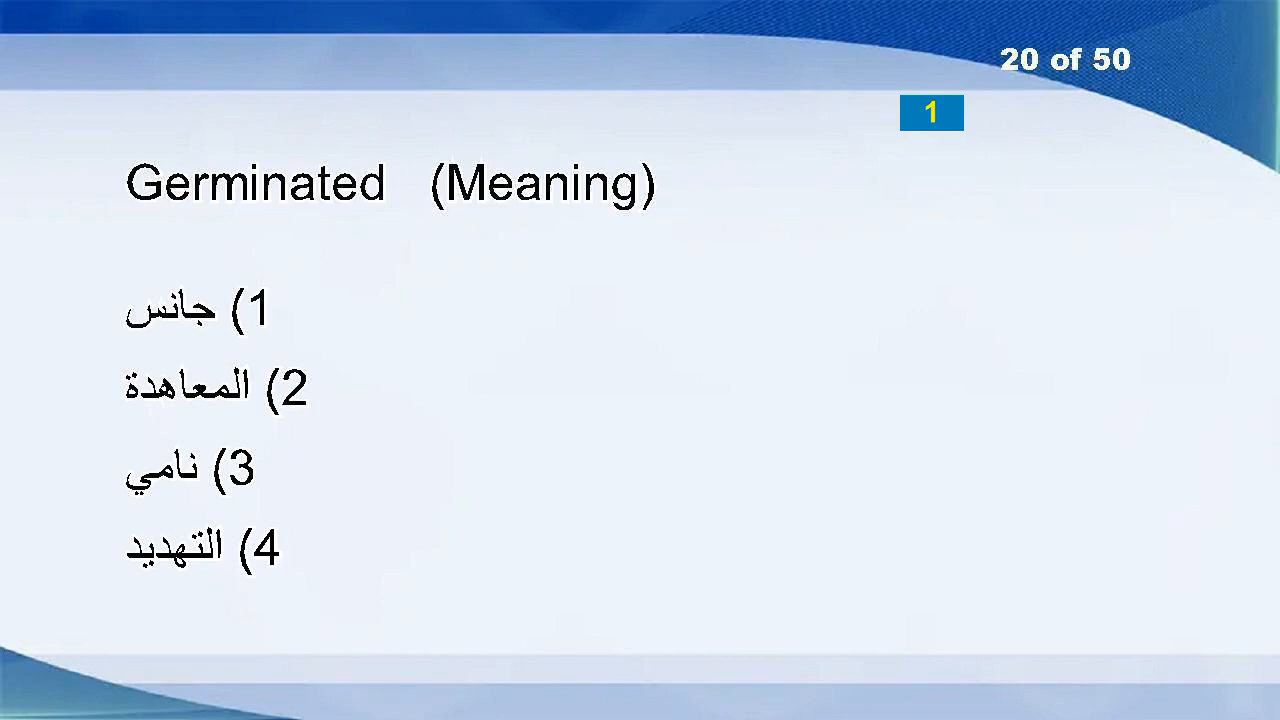 20 of 50
1
Germinated (Meaning)
1) جانس
2) المعاهدة
3) نامي
4) التهديد